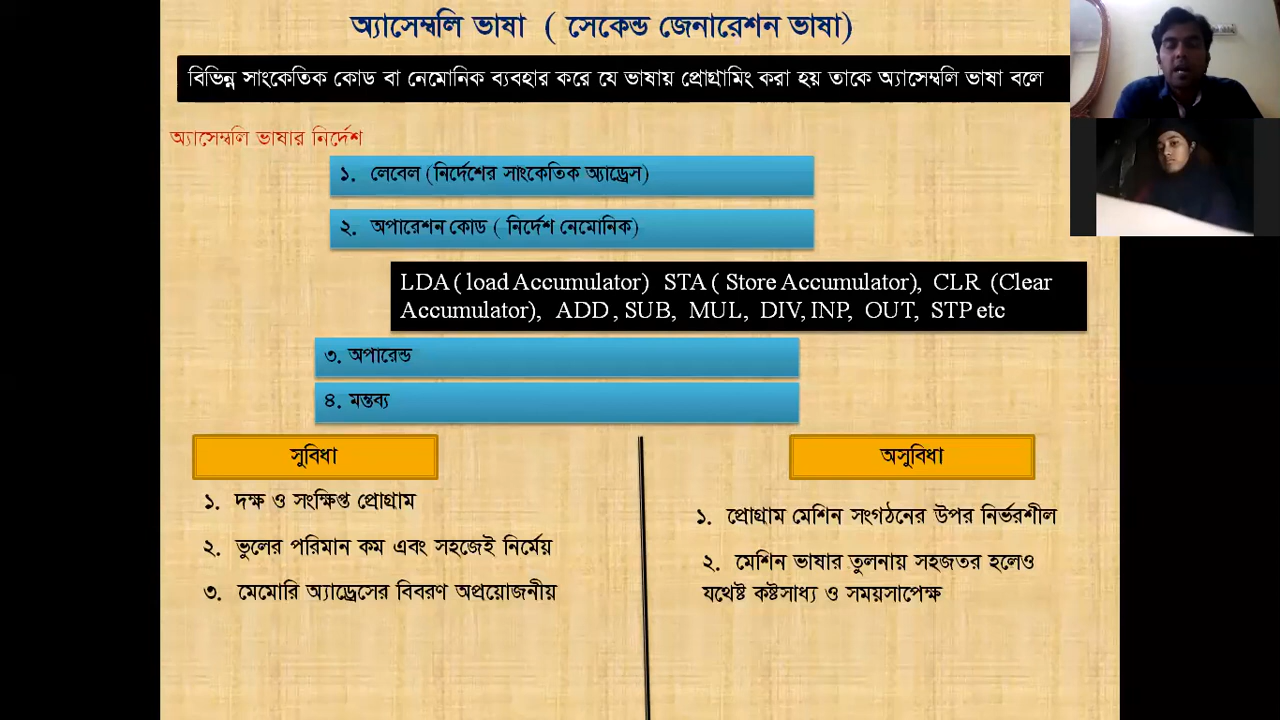 অ্যাসেম্বলি ভাষা ( সেকেন্ড জেনারেশন ভাষা)
বিভিন্ন সাংকেতিক কোড বা নেমোনিক ব্যবহার করে যে ভাষায় প্রোগ্রামিং করা হয় তাকে অ্যাসেম্বলি ভাষা বলে
অ্যাসেম্বলি ভাষার নির্দেশ
১. লেবেল (নির্দেশের সাংকেতিক অ্যাড্রেস)
২. অপারেশন কোড ( নির্দেশ নেমোনিক)
LDA ( load Accumulator) STA ( Store Accumulator), CLR (Clear
Accumulator), ADD , SUB, MUL, DIV, INP, OUT, STP etc
৩. অপারেন্ড
৪. মন্তব্য
সুবিধা
১. দক্ষ ও সংক্ষিপ্ত প্রোগ্রাম
২. ভুলের পরিমান কম এবং সহজেই নির্মেয়
৩. মেমোরি অ্যাড্রেসের বিবরণ অপ্রয়োজনীয়
অসুবিধা
১. প্রোগ্রাম মেশিন সংগঠনের উপর নির্ভরশীল
২. মেশিন ভাষার তুলনায় সহজতর হলেও
যথেষ্ট কষ্টসাধ্য ও সময়সাপেক্ষ